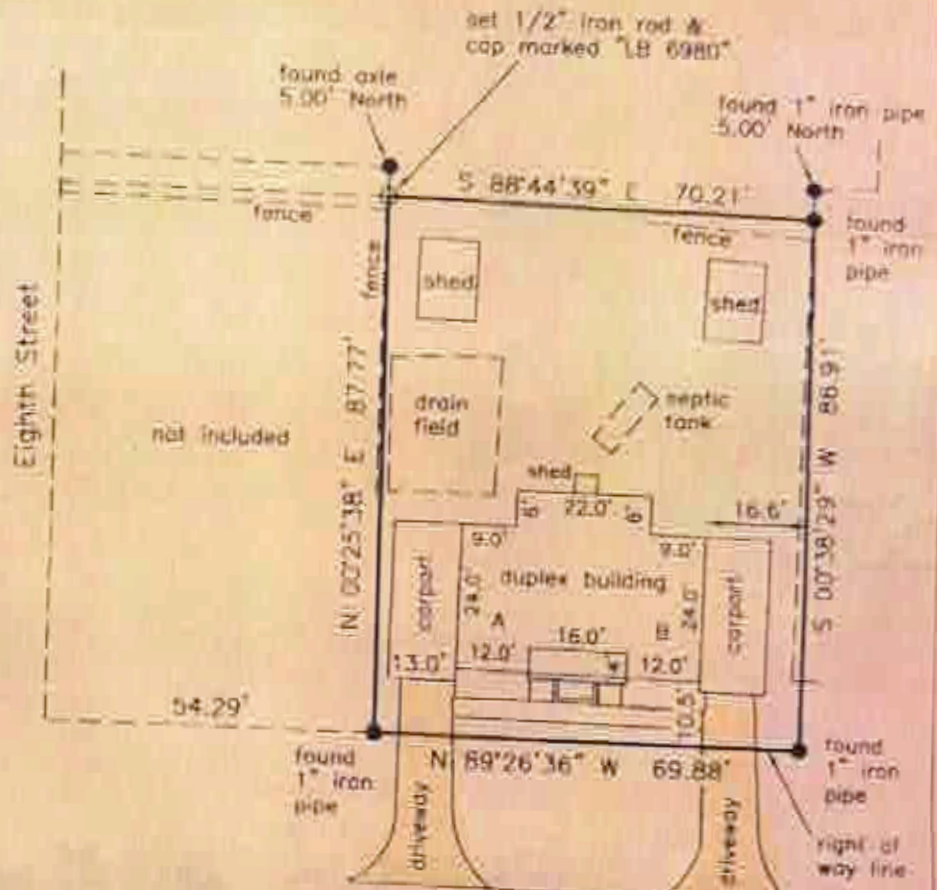 set 1/2" iron rod &
cap marked "LB 6980"
found axle
5.00' North
found 1" iron pipe
5.00' North
S 88°44'39" E 70.21'
fence
fence
found
1" iron
pipe
fence
shed
shed
Eighth Street
N 00°25'38" E 87.77'
S 00°38'29" W 86.91'
not included
drain
field
septic
tank
shed
6'
22.0'
6'
16.6'
9.0'
9.0'
carport
24.0'
duplex building
24.0'
carport
A
16.0'
B
13.0'
12.0'
12.0'
10.5'
54.29'
found
1" iron
pipe
N 89°26'36" W 69.88'
found
1" iron
pipe
driveway
driveway
right of
way line